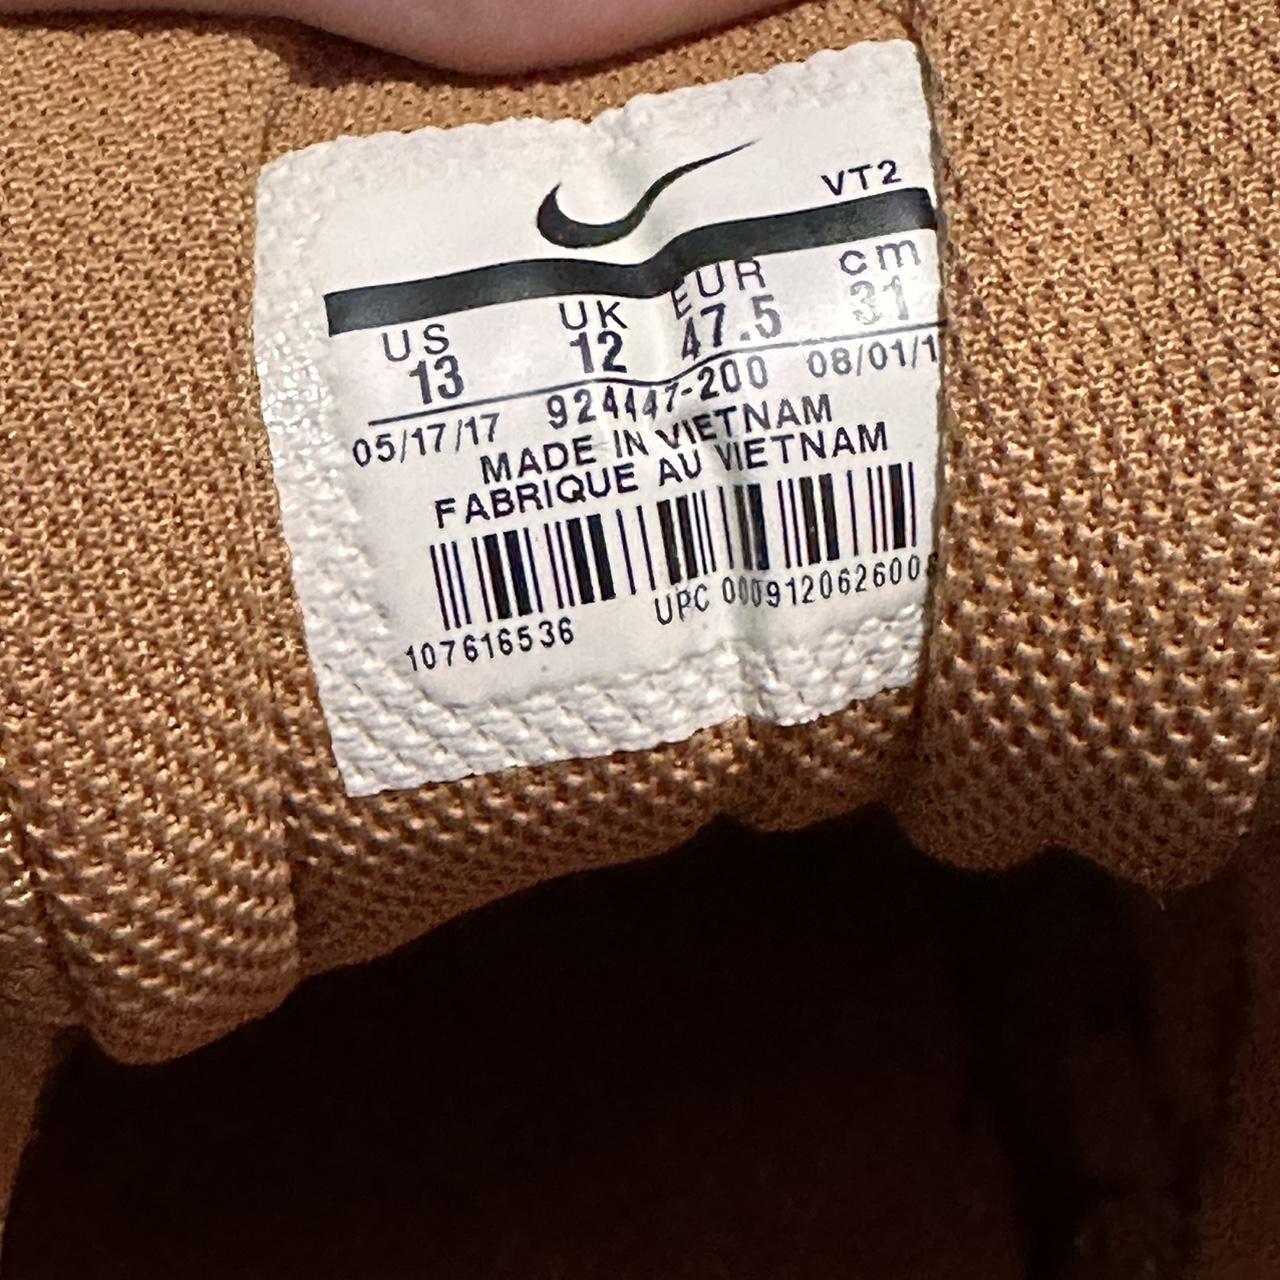 VT2
US UK EUR cm
13 12 47.5 31
05/17/17 924447-200 08/01/1
MADE IN VIETNAM
FABRIQUE AU VIETNAM
107616536 UPC 000912062600